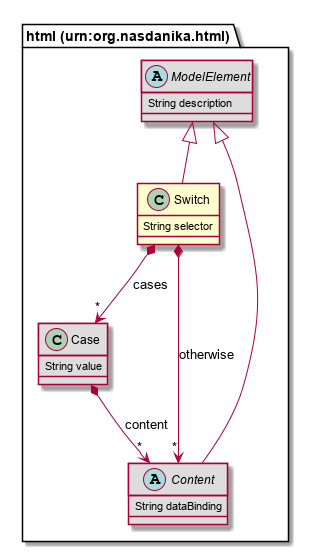 html (urn:org.nasdanika.html)
A ModelElement
String description
C Switch
String selector
cases
*
C Case
String value
otherwise
content
*
*
A Content
String dataBinding